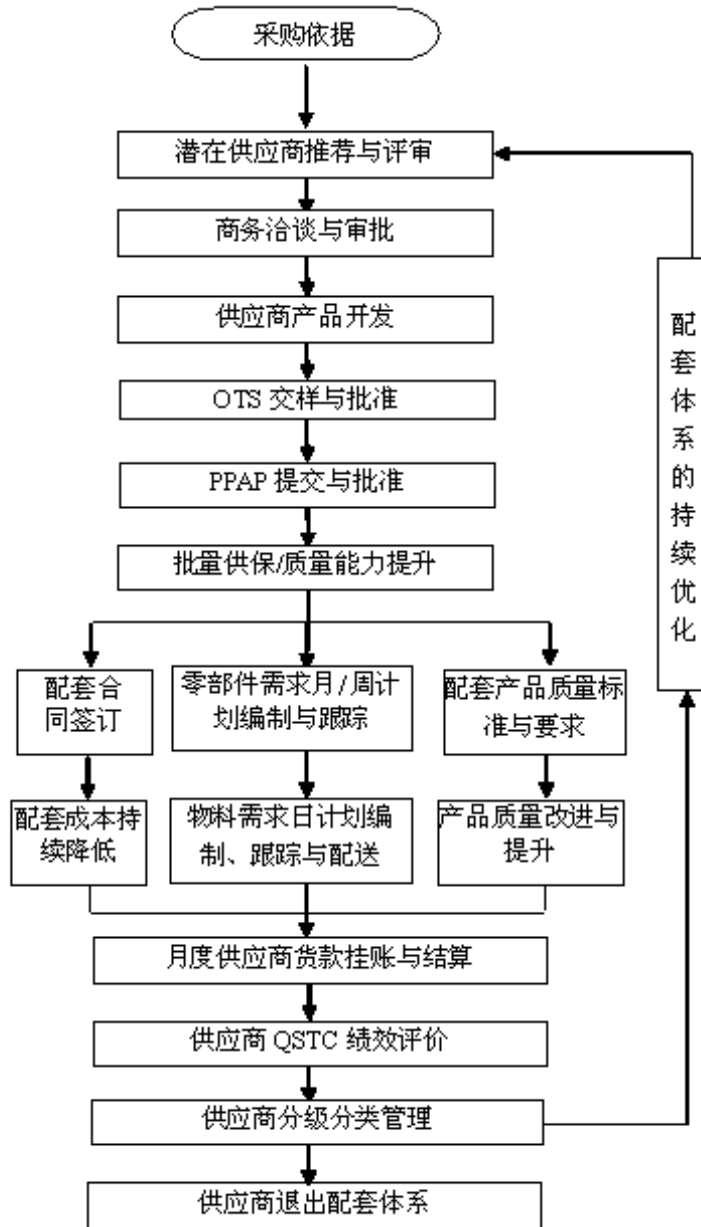 采购依据
潜在供应商推荐与评审
商务洽谈与审批
供应商产品开发
OTS 交样与批准
PPAP 提交与批准
批量供保/质量能力提升
配套合
同签订
零部件需求月/周计
划编制与跟踪
配套产品质量标
准与要求
配套成本持
续降低
物料需求日计划编
制、跟踪与配送
产品质量改进与
提升
月度供应商货款挂账与结算
供应商 QSTC 绩效评价
供应商分级分类管理
供应商退出配套体系
配套体系的持续优化